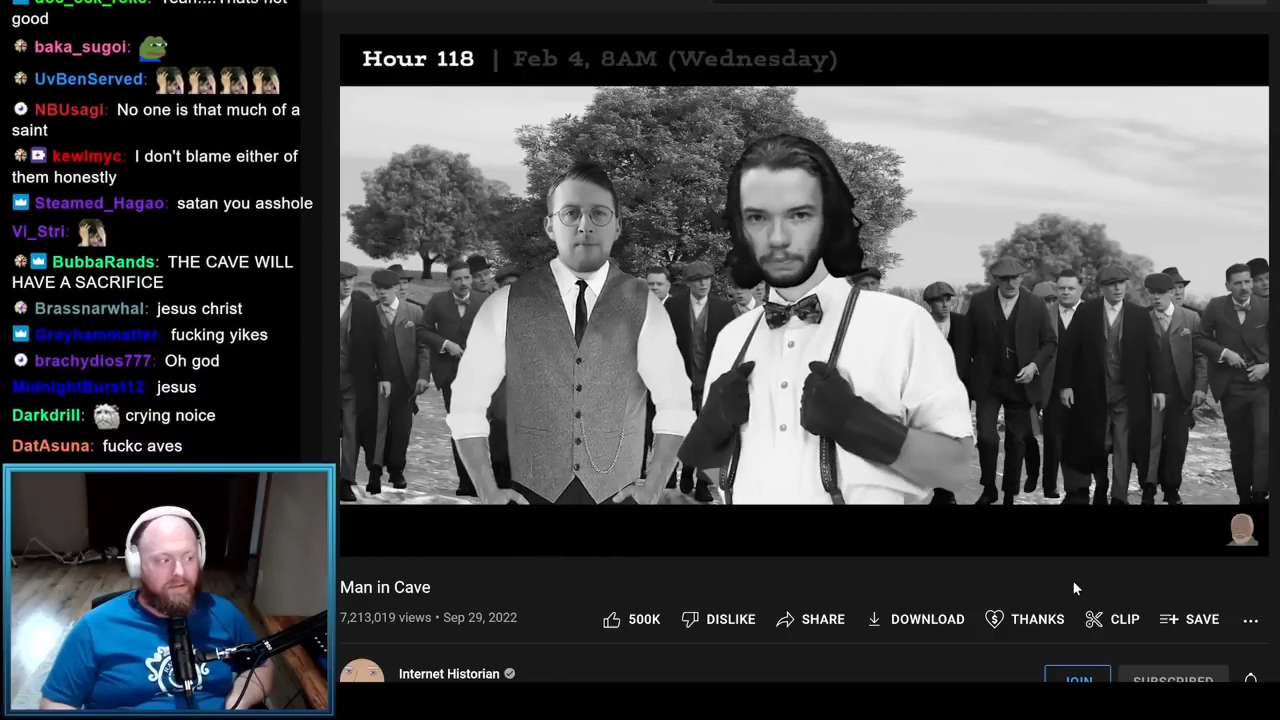 good
baka_sugoi:
UvBenServed:
NBUsagi: No one is that much of a
saint
kewlmyc: I don't blame either of
them honestly
Steamed_Hagao: satan you asshole
Vi_Stri:
BubbaRands: THE CAVE WILL
HAVE A SACRIFICE
Brassnarwhal: jesus christ
Grayhammatter fucking yikes
brachydios777: Oh god
MidnightBurst12 jesus
Darkdrill: crying noice
DatAsuna: fuckc aves
Hour 118 | Feb 4, 8AM (Wednesday)
Man in Cave
7,213,019 views • Sep 29, 2022
500K DISLIKE SHARE DOWNLOAD THANKS CLIP SAVE
Internet Historian
JOIN SUBSCRIBED